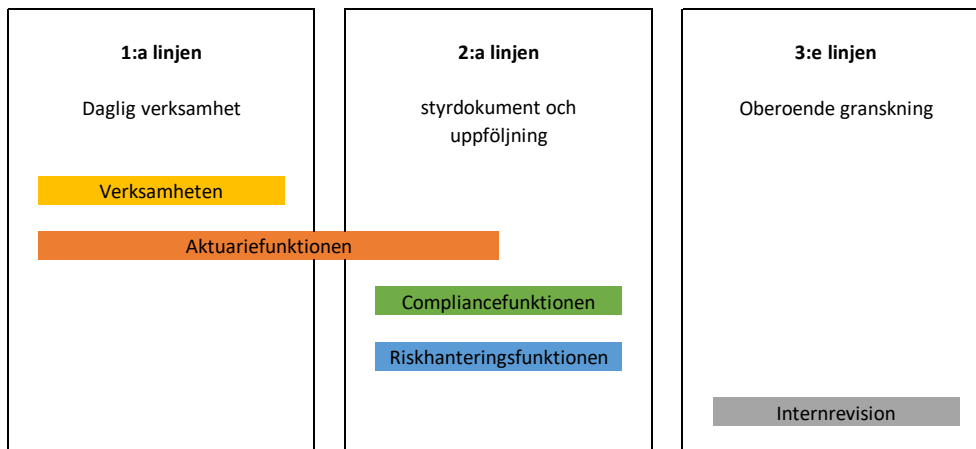 1:a linjen
Daglig verksamhet
2:a linjen
styrdokument och
uppföljning
3:e linjen
Oberoende granskning
Verksamheten
Aktuariefunktionen
Compliancefunktionen
Riskhanteringsfunktionen
Internrevision